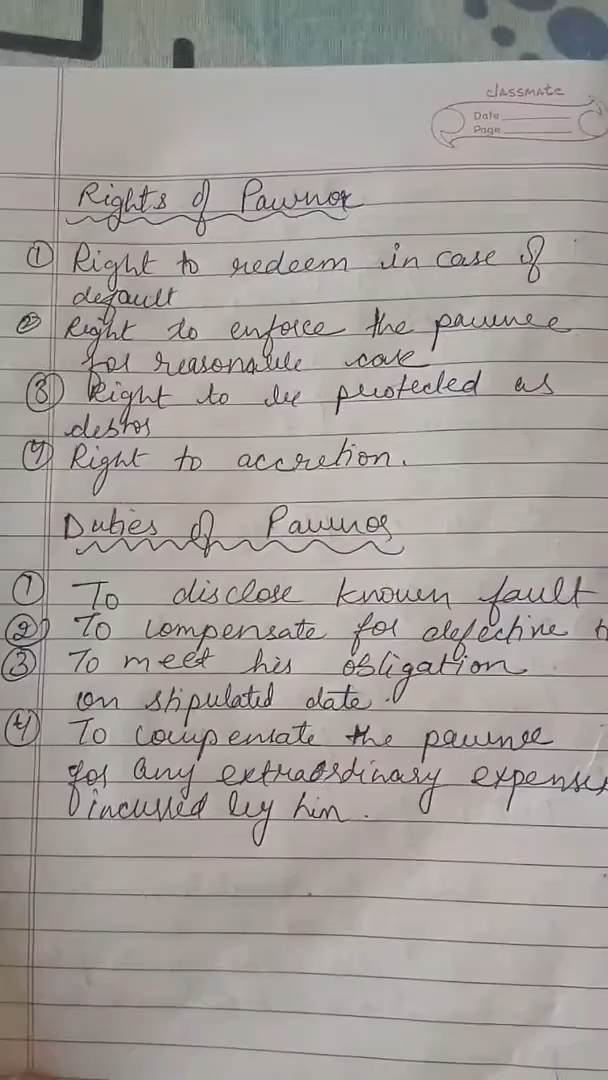 classmate
Date
Page
Rights of Pawnor
① Right to redeem in case of
default
② Right to enforce the pawnee
for reasonable care
③ Right to be protected as
debtor
④ Right to accretion.
Duties of Pawnor
① To disclose known fault
② To compensate for defective
③ To meet his obligation
on stipulated date.
④ To compensate the pawnee
for any extraordinary expenses
incurred by him.